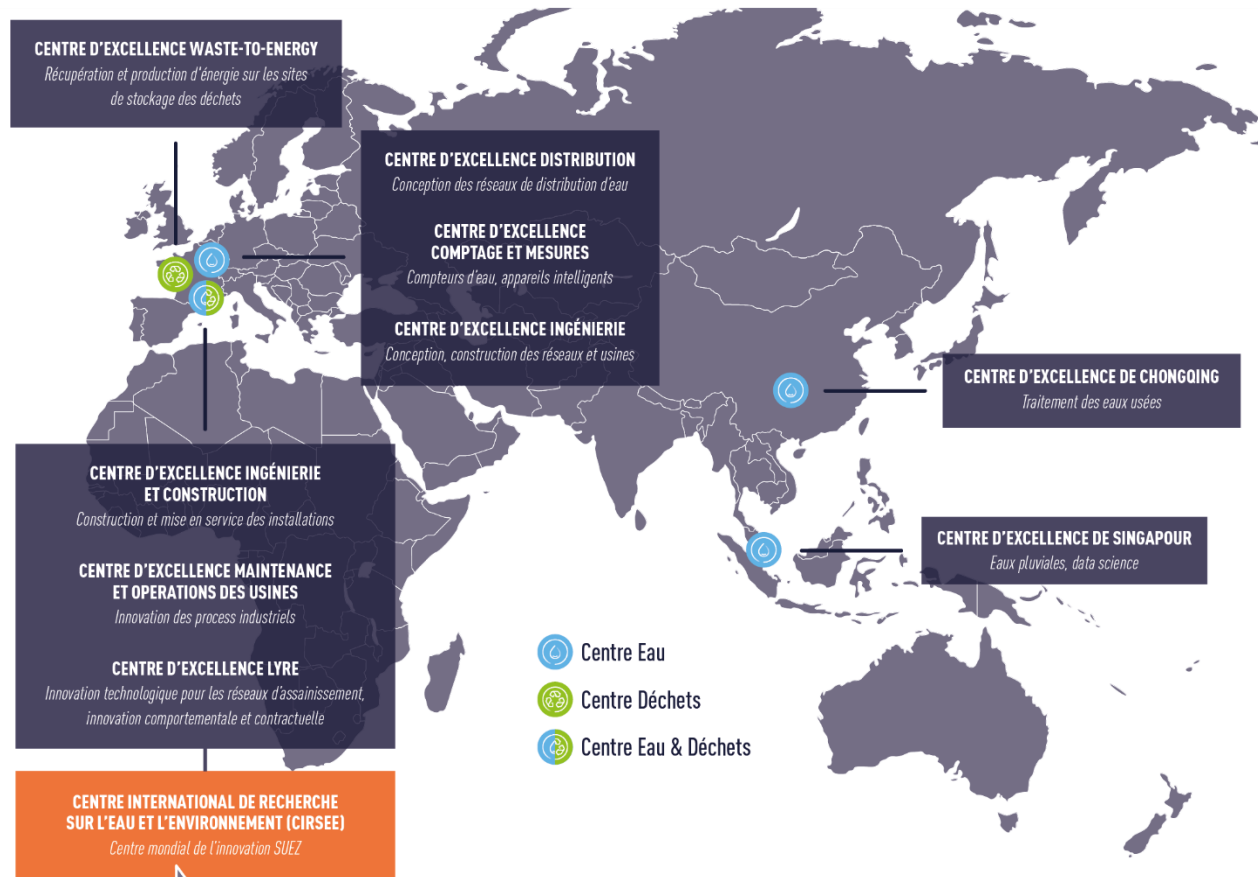 CENTRE D'EXCELLENCE WASTE-TO-ENERGY
Récupération et production d'énergie sur les sites
de stockage des déchets
CENTRE D'EXCELLENCE DISTRIBUTION
Conception des réseaux de distribution d'eau
CENTRE D'EXCELLENCE
COMPTAGE ET MESURES
Compteurs d'eau, appareils intelligents
CENTRE D'EXCELLENCE INGÉNIERIE
Conception, construction des réseaux et usines
CENTRE D'EXCELLENCE DE CHONGQING
Traitement des eaux usées
CENTRE D'EXCELLENCE INGÉNIERIE
ET CONSTRUCTION
Construction et mise en service des installations
CENTRE D'EXCELLENCE MAINTENANCE
ET OPERATIONS DES USINES
Innovation des process industriels
CENTRE D'EXCELLENCE LYRE
Innovation technologique pour les réseaux d'assainissement,
innovation comportementale et contractuelle
CENTRE D'EXCELLENCE DE SINGAPOUR
Eaux pluviales, data science
Centre Eau
Centre Déchets
Centre Eau & Déchets
CENTRE INTERNATIONAL DE RECHERCHE
SUR L'EAU ET L'ENVIRONNEMENT (CIRSEE)
Centre mondial de l'innovation SUEZ